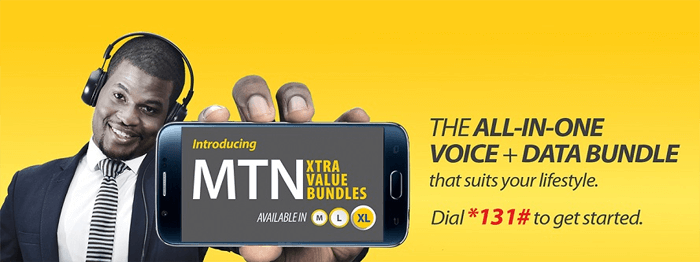 Introducing
MTN XTRA VALUE BUNDLES
AVAILABLE IN M L XL
THE ALL-IN-ONE
VOICE + DATA BUNDLE
that suits your lifestyle.
Dial *131# to get started.